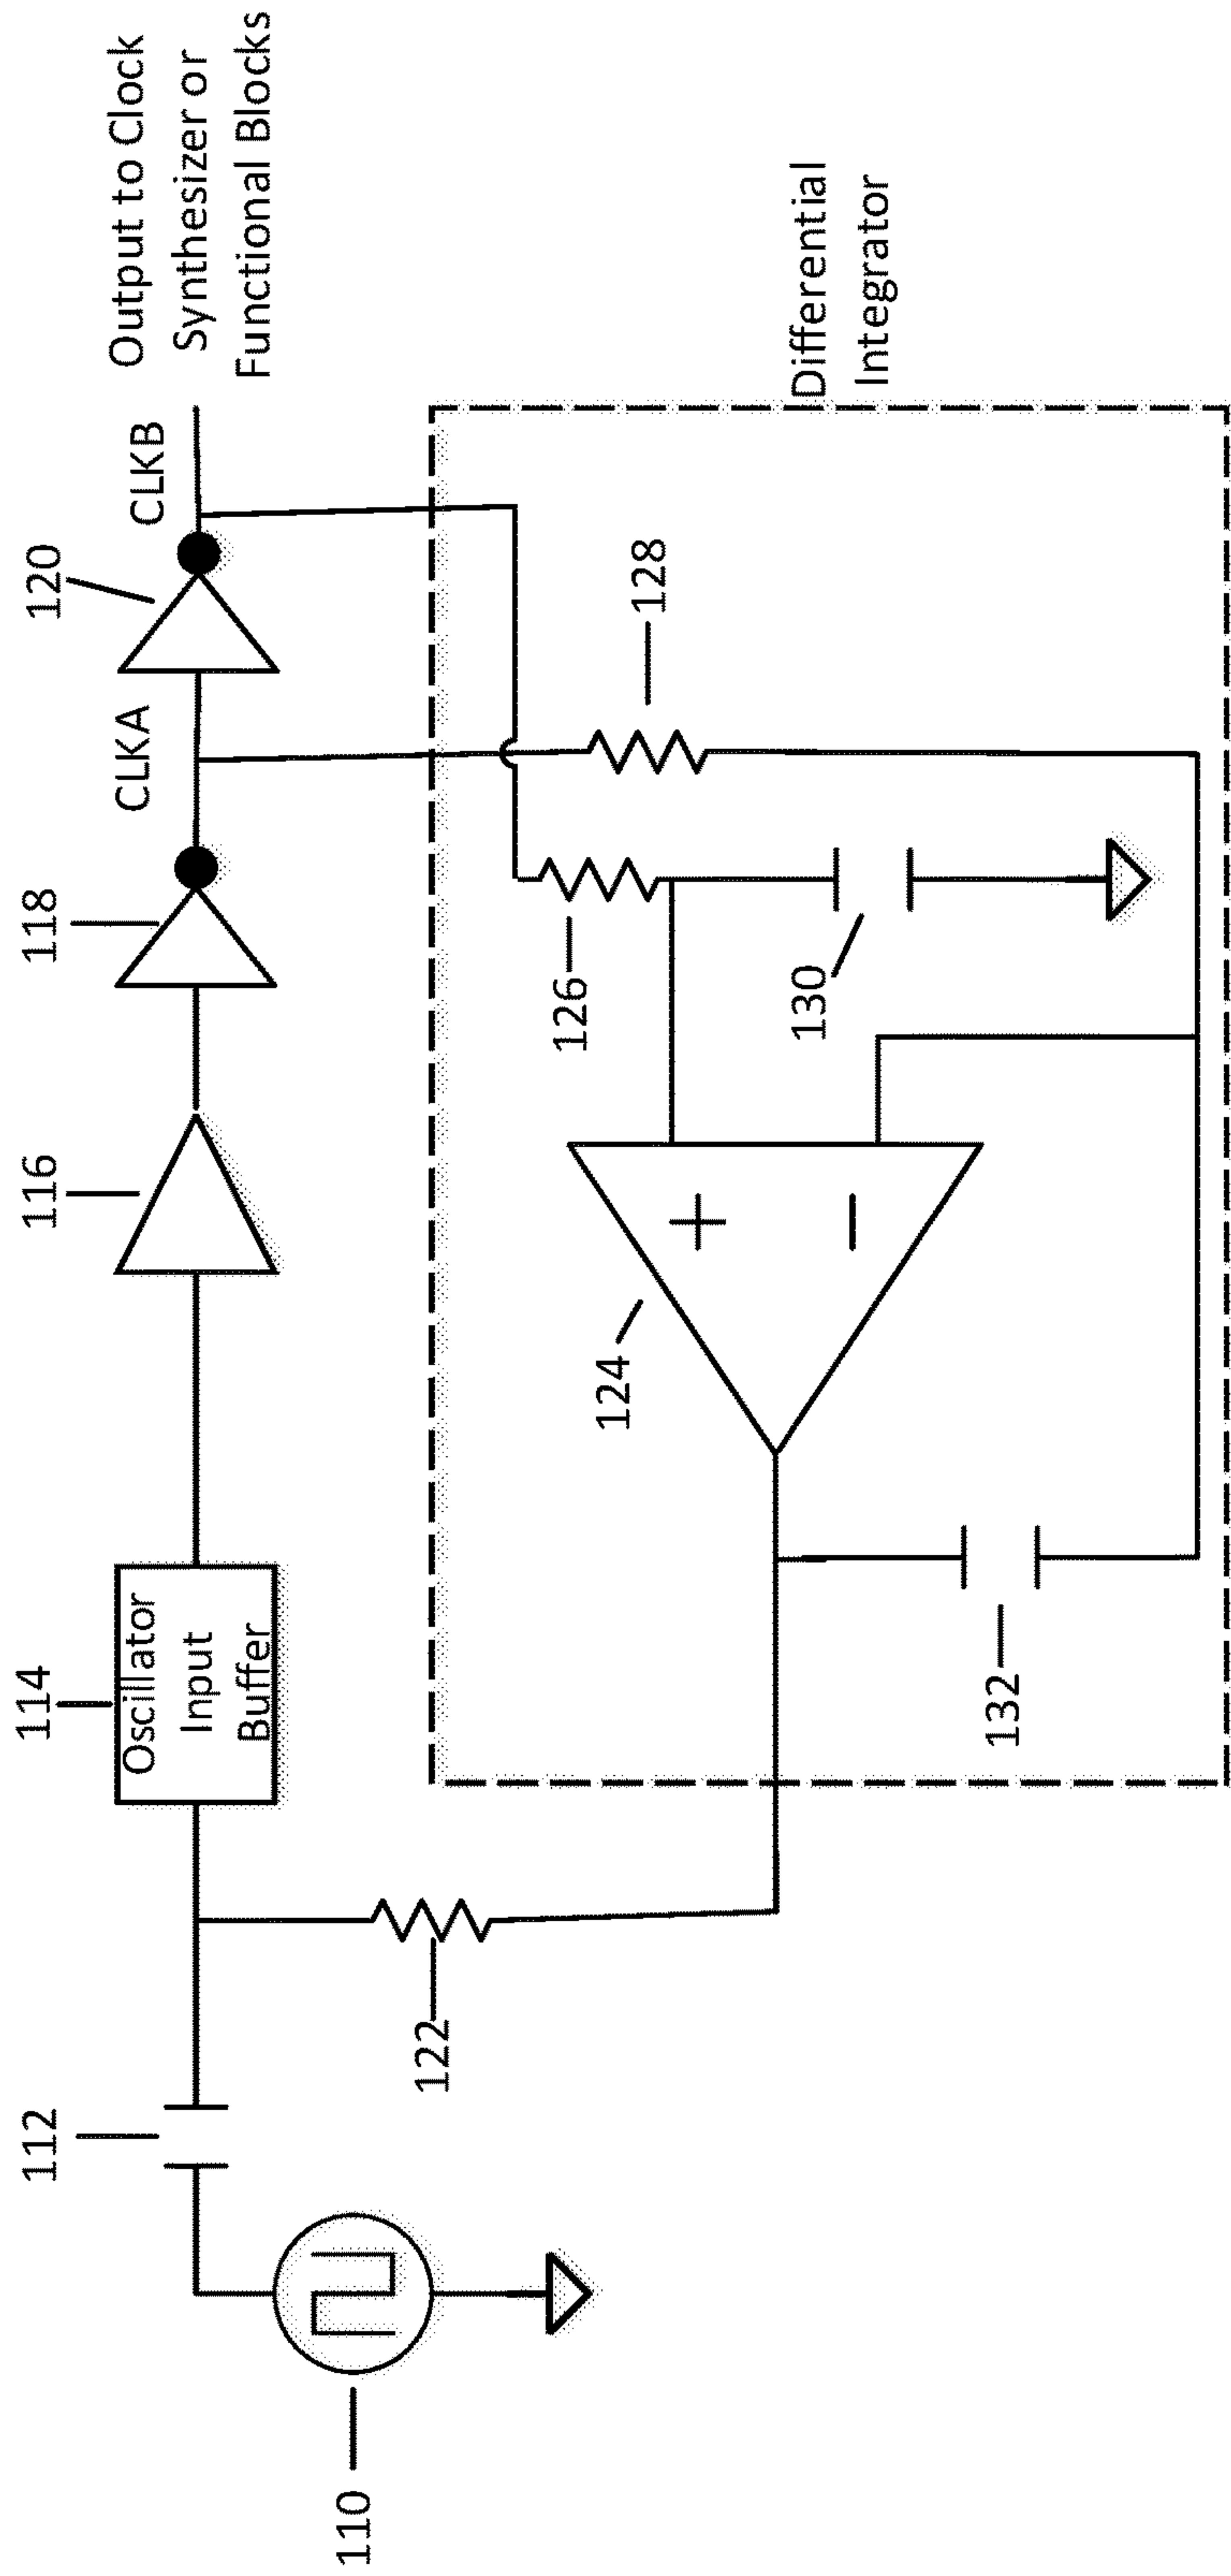 110
112
114
116
118
120
CLKA
CLKB
Output to Clock
Synthesizer or
Functional Blocks
Oscillator
Input
Buffer
122
124
+
−
126
128
130
132
Differential
Integrator